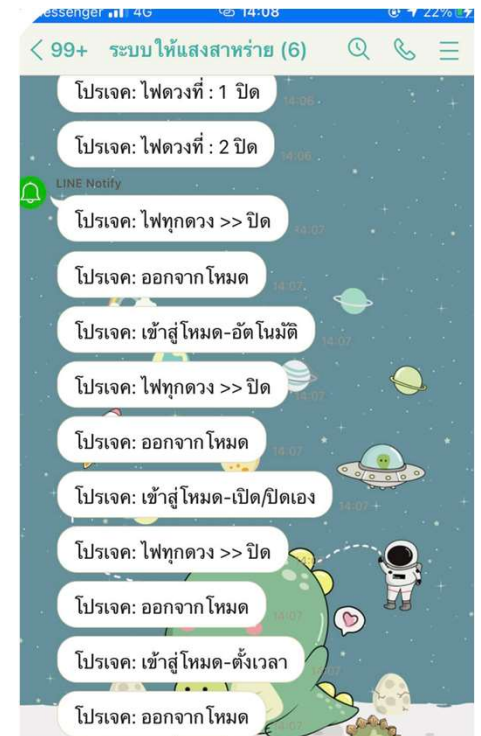 Messenger 4G 14:08 22%
99+ ระบบให้แสงสาหร่าย (6)
โปรเจค: ไฟดวงที่ : 1 ปิด
14:06
โปรเจค: ไฟดวงที่ : 2 ปิด
14:06
LINE Notify
โปรเจค: ไฟทุกดวง >> ปิด
14:07
โปรเจค: ออกจากโหมด
14:07
โปรเจค: เข้าสู่โหมด-อัตโนมัติ
14:07
โปรเจค: ไฟทุกดวง >> ปิด
14:07
โปรเจค: ออกจากโหมด
14:07
โปรเจค: เข้าสู่โหมด-เปิด/ปิดเอง
14:07
โปรเจค: ไฟทุกดวง >> ปิด
โปรเจค: ออกจากโหมด
14:07
โปรเจค: เข้าสู่โหมด-ตั้งเวลา
14:07
โปรเจค: ออกจากโหมด
14:07